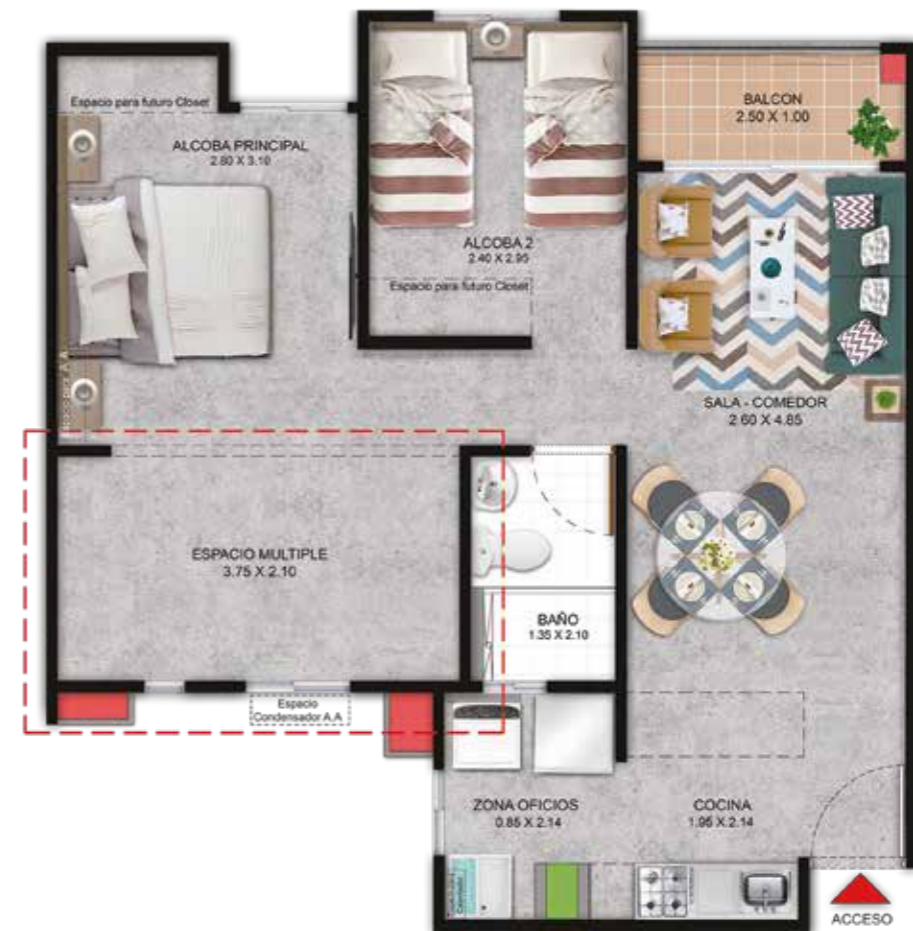 Espacio para futuro Closet
ALCOBA PRINCIPAL
2.80 X 3.10
BALCON
2.50 X 1.00
ALCOBA 2
2.40 X 2.95
Espacio para futuro Closet
SALA - COMEDOR
2.60 X 4.85
ESPACIO MULTIPLE
3.75 X 2.10
BAÑO
1.35 X 2.10
Espacio
Condensador A.A
ZONA OFICIOS
0.85 X 2.14
COCINA
1.95 X 2.14
ACCESO